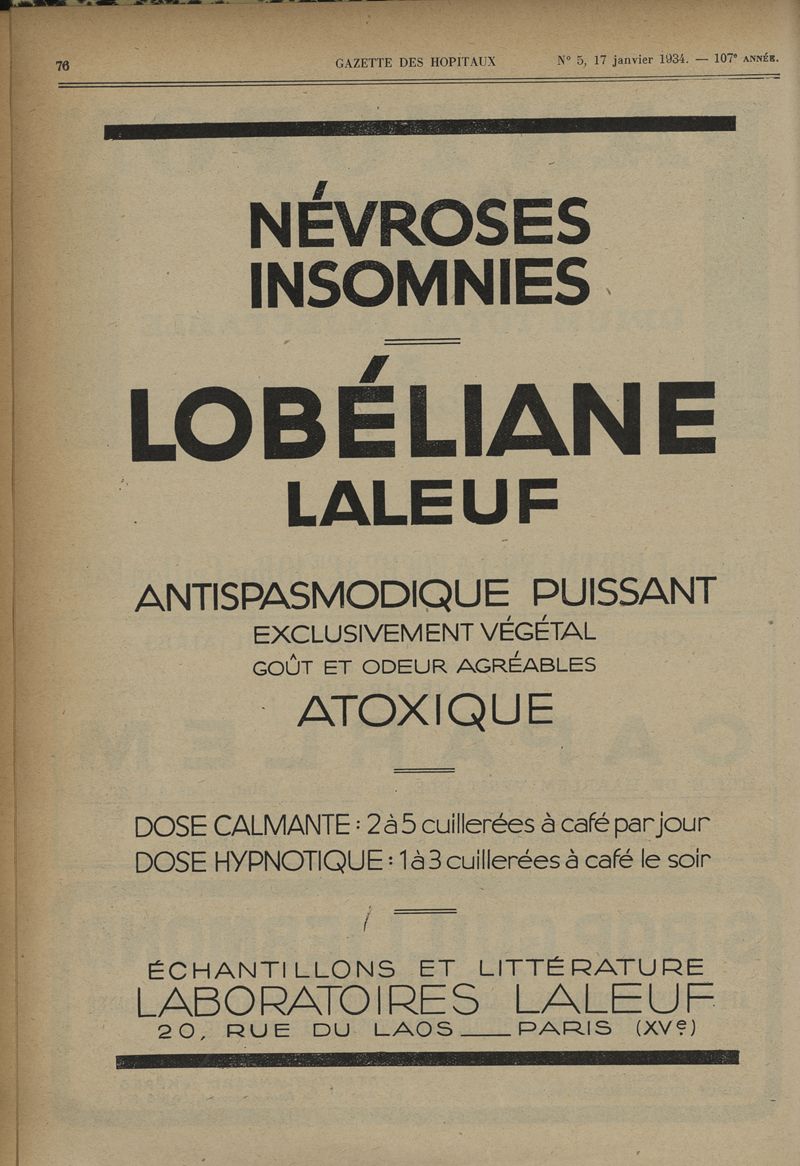 76 GAZETTE DES HOPITAUX N° 5, 17 janvier 1934. — 107e ANNÉE.
NÉVROSES
INSOMNIES
LOBÉLIANE
LALEUF
ANTISPASMODIQUE PUISSANT
EXCLUSIVEMENT VÉGÉTAL
GOÛT ET ODEUR AGRÉABLES
ATOXIQUE
DOSE CALMANTE : 2 à 5 cuillerées à café par jour
DOSE HYPNOTIQUE : 1 à 3 cuillerées à café le soir
ÉCHANTILLONS ET LITTÉRATURE
LABORATOIRES LALEUF
20, RUE DU LAOS ___ PARIS (XVe)